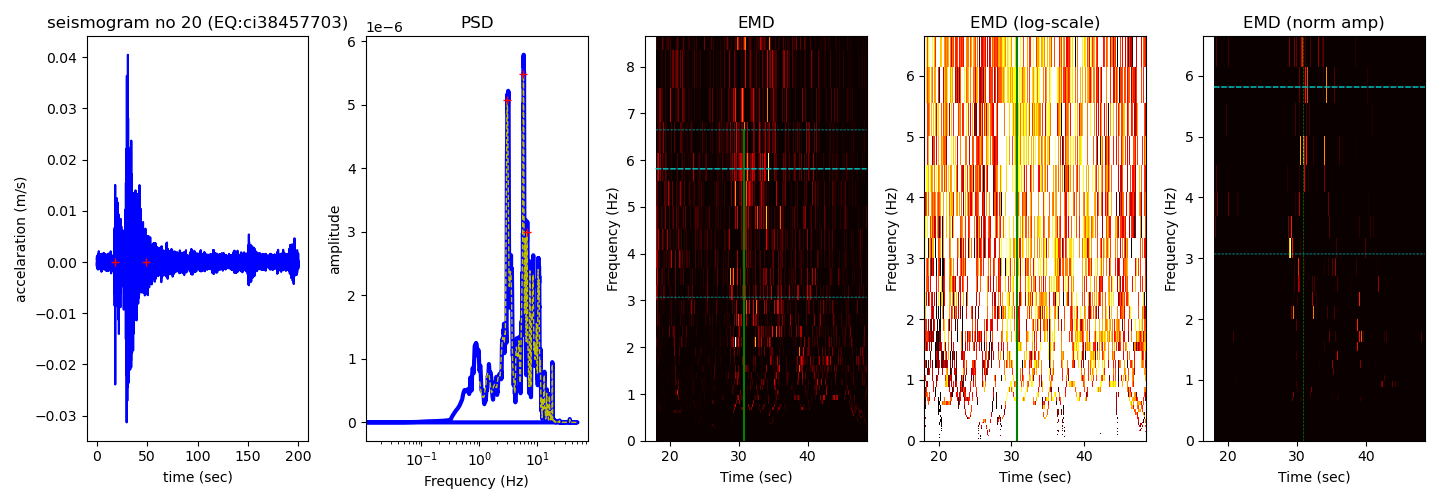 seismogram no 20 (EQ:ci38457703)
accelaration (m/s)
0.04
0.03
0.02
0.01
0.00
−0.01
−0.02
−0.03
0 50 100 150 200
time (sec)
PSD
1e−6
amplitude
6
5
4
3
2
1
0
10⁻¹ 10⁰ 10¹
Frequency (Hz)
EMD
Frequency (Hz)
8
7
6
5
4
3
2
1
0
20 30 40
Time (sec)
EMD (log-scale)
Frequency (Hz)
6
5
4
3
2
1
0
20 30 40
Time (sec)
EMD (norm amp)
Frequency (Hz)
6
5
4
3
2
1
0
20 30 40
Time (sec)